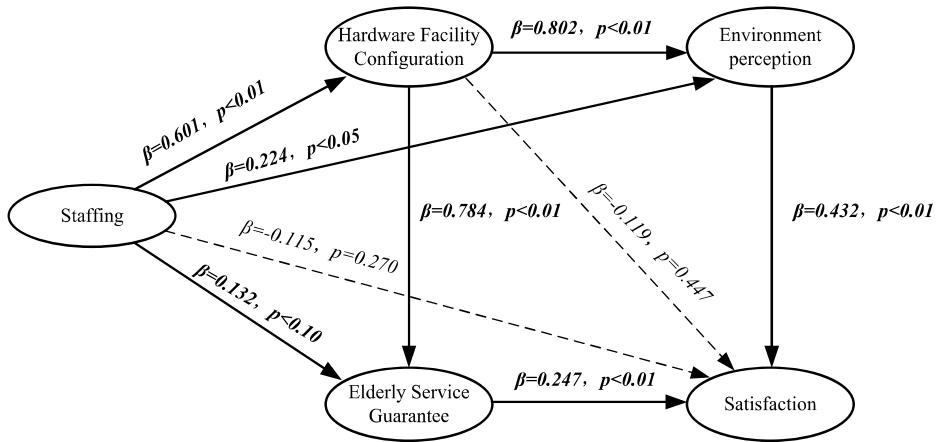 Hardware Facility
Configuration
β=0.802, p<0.01
Environment
perception
β=0.601, p<0.01
β=0.224, p<0.05
Staffing
β=0.784, p<0.01
β=-0.119, p=0.447
β=0.432, p<0.01
β=-0.115, p=0.270
β=0.132, p<0.10
Elderly Service
Guarantee
β=0.247, p<0.01
Satisfaction